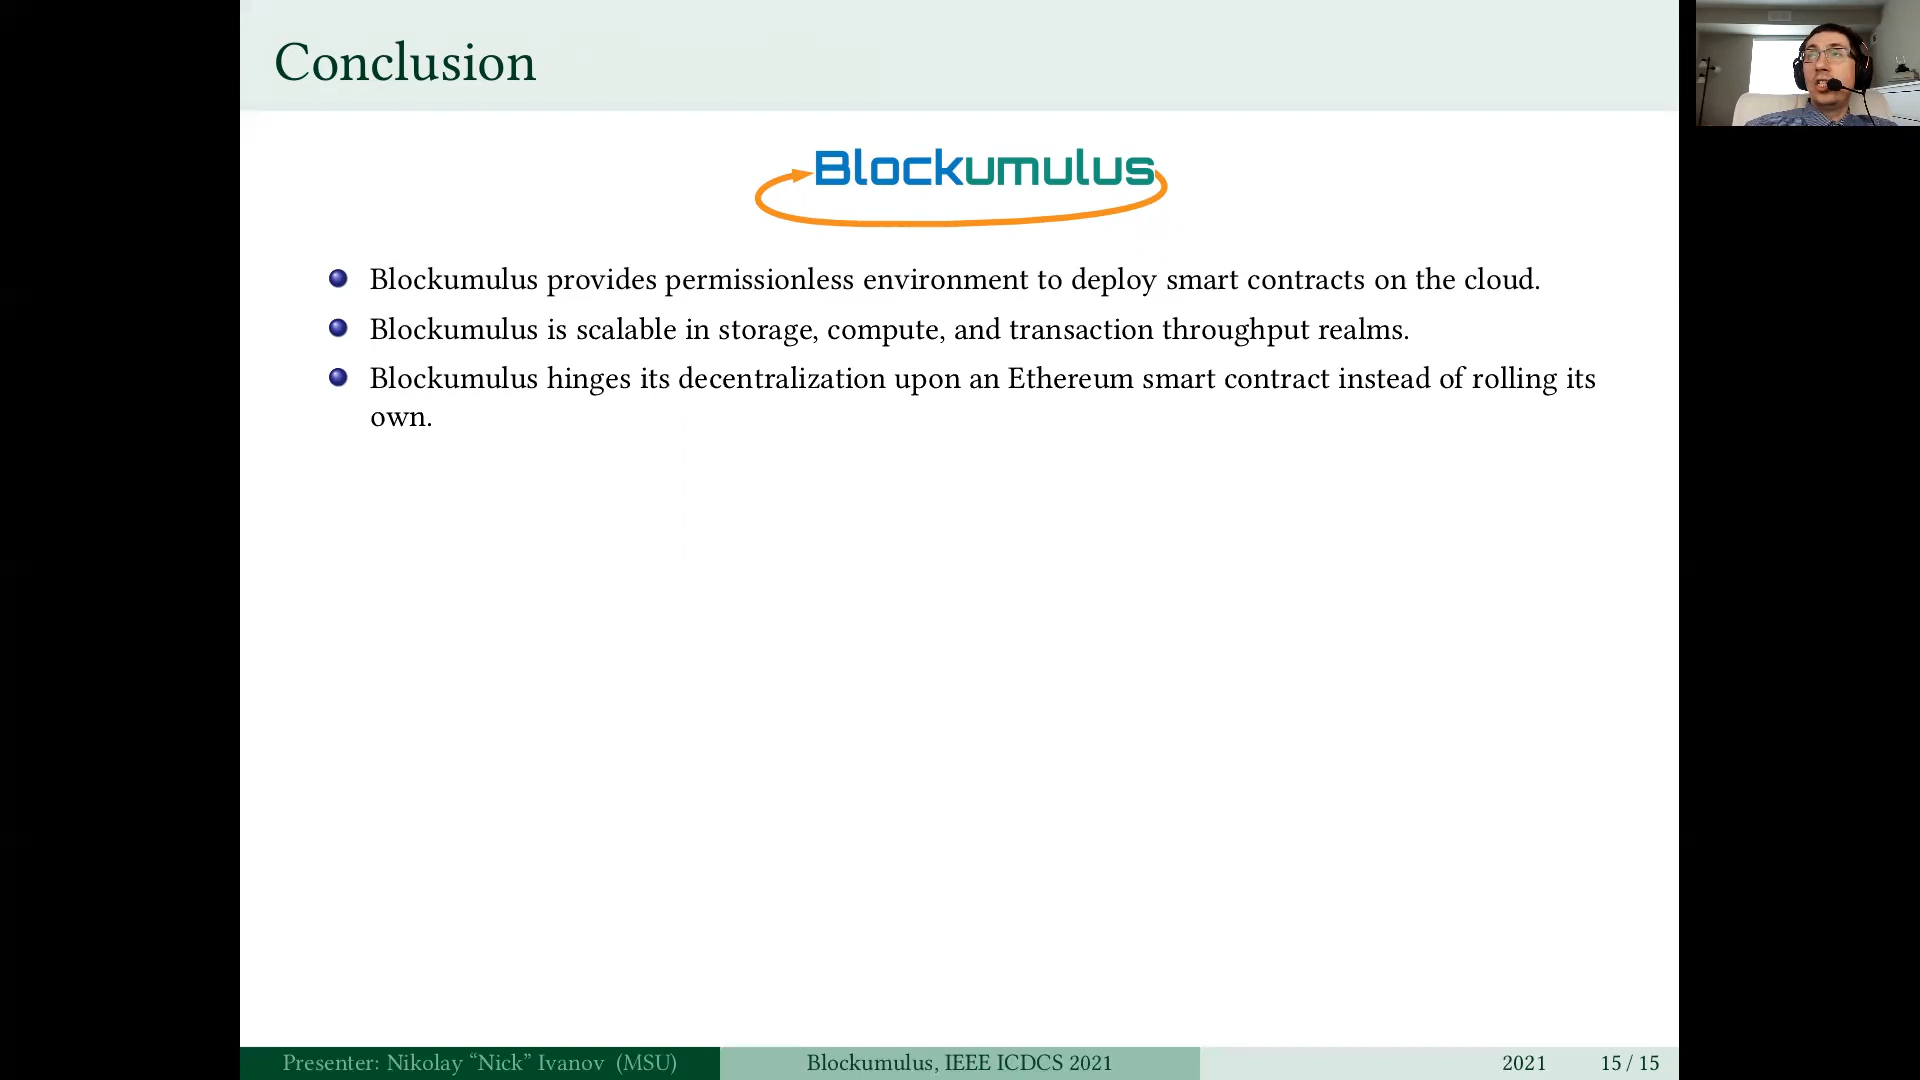 Conclusion
Blockumulus
Blockumulus provides permissionless environment to deploy smart contracts on the cloud.
Blockumulus is scalable in storage, compute, and transaction throughput realms.
Blockumulus hinges its decentralization upon an Ethereum smart contract instead of rolling its
own.
Presenter: Nikolay “Nick” Ivanov (MSU)
Blockumulus, IEEE ICDCS 2021
2021
15 / 15